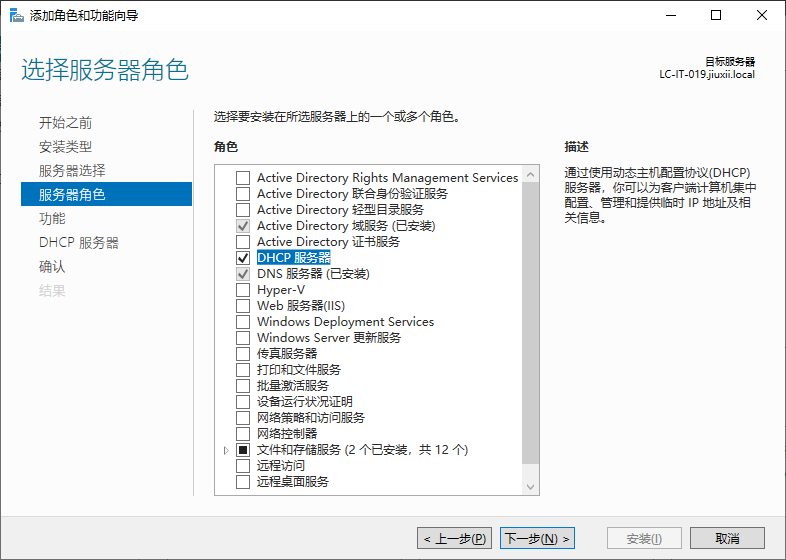 添加角色和功能向导
选择服务器角色
目标服务器
LC-IT-019.jiuxii.local
开始之前
安装类型
服务器选择
服务器角色
功能
DHCP 服务器
确认
结果
选择要安装在所选服务器上的一个或多个角色。
角色
Active Directory Rights Management Services
Active Directory 联合身份验证服务
Active Directory 轻型目录服务
Active Directory 域服务 (已安装)
Active Directory 证书服务
DHCP 服务器
DNS 服务器 (已安装)
Hyper-V
Web 服务器(IIS)
Windows Deployment Services
Windows Server 更新服务
传真服务器
打印和文件服务
批量激活服务
设备运行状况证明
网络策略和访问服务
网络控制器
文件和存储服务 (2 个已安装，共 12 个)
远程访问
远程桌面服务
描述
通过使用动态主机配置协议(DHCP)
服务器，你可以为客户端计算机集中
配置、管理和提供临时 IP 地址及相
关信息。
< 上一步(P)
下一步(N) >
安装(I)
取消